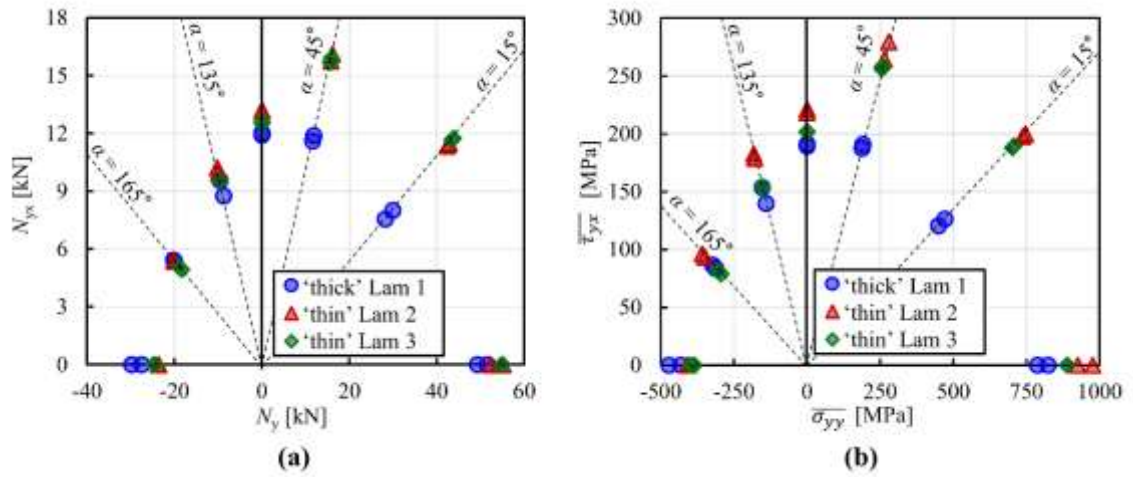 18
15
12
9
6
3
0
N_yx [kN]
-40
-20
0
20
40
60
N_y [kN]
α = 165°
α = 135°
α = 45°
α = 15°
'thick' Lam 1
'thin' Lam 2
'thin' Lam 3
(a)
300
250
200
150
100
50
0
τ_yx [MPa]
-500
-250
0
250
500
750
1000
σ_yy [MPa]
α = 165°
α = 135°
α = 45°
α = 15°
'thick' Lam 1
'thin' Lam 2
'thin' Lam 3
(b)